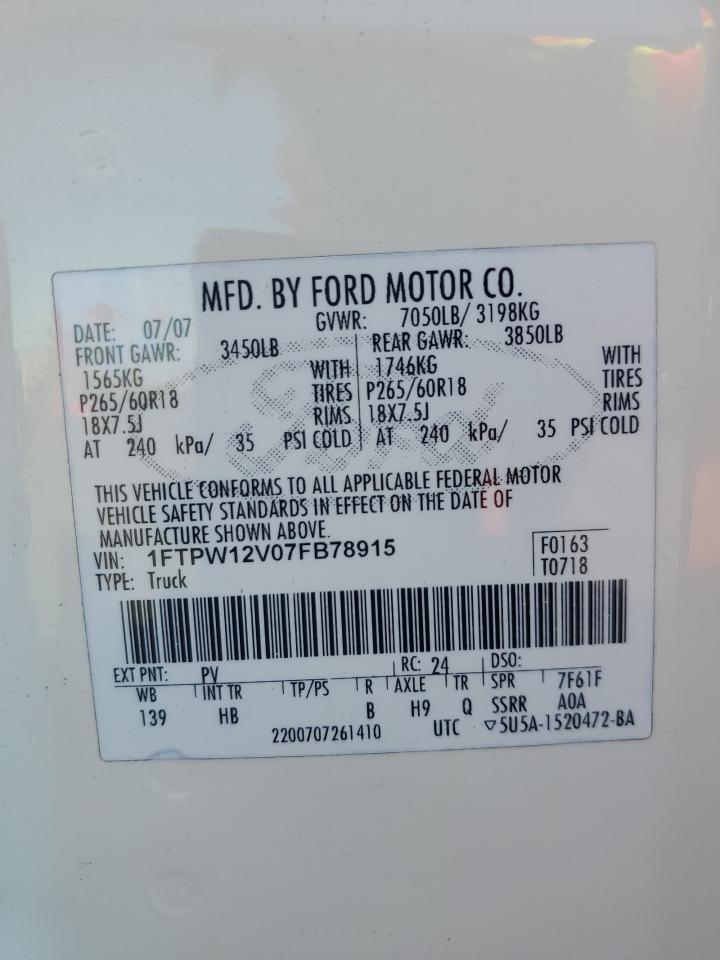 MFD. BY FORD MOTOR CO.
DATE: 07/07 GVWR: 7050LB/ 3198KG
FRONT GAWR: 3450LB REAR GAWR: 3850LB
1565KG WITH 1746KG WITH
P265/60R18 TIRES P265/60R18 TIRES
18X7.5J RIMS 18X7.5J RIMS
AT 240 kPa/ 35 PSI COLD AT 240 kPa/ 35 PSI COLD
Ford
THIS VEHICLE CONFORMS TO ALL APPLICABLE FEDERAL MOTOR
VEHICLE SAFETY STANDARDS IN EFFECT ON THE DATE OF
MANUFACTURE SHOWN ABOVE.
VIN: 1FTPW12V07FB78915 F0163
TYPE: Truck T0718
EXT PNT: PV RC: 24 DSO:
WB INT TR TP/PS R AXLE TR SPR 7F61F
139 HB B H9 Q SSRR A0A
2200707261410 UTC ▽5U5A-1520472-BA